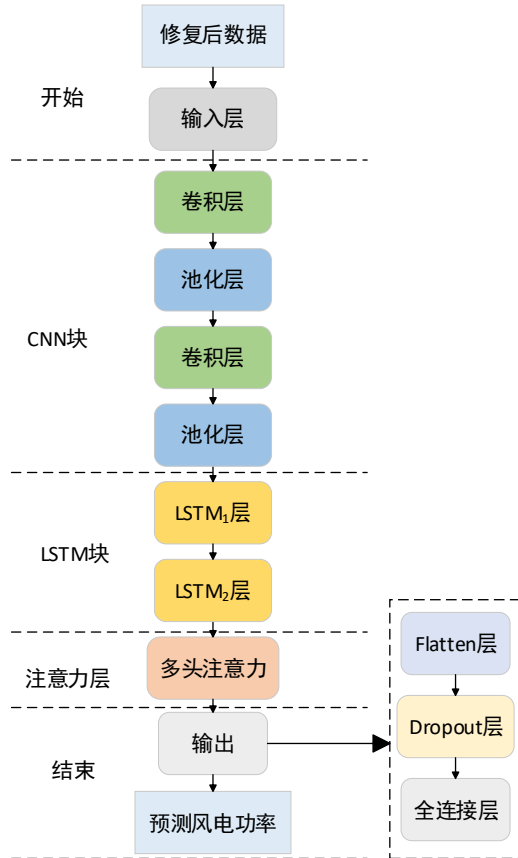 修复后数据
开始
输入层
卷积层
池化层
CNN块
卷积层
池化层
LSTM₁层
LSTM块
LSTM₂层
注意力层
多头注意力
输出
结束
预测风电功率
Flatten层
Dropout层
全连接层